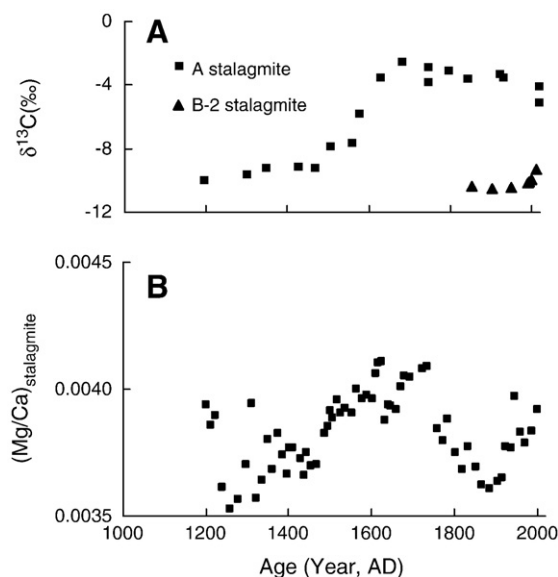 A
0
-4
-8
-12
δ¹³C(‰)
A stalagmite
B-2 stalagmite
B
0.0045
0.0040
0.0035
(Mg/Ca)stalagmite
1000 1200 1400 1600 1800 2000
Age (Year, AD)